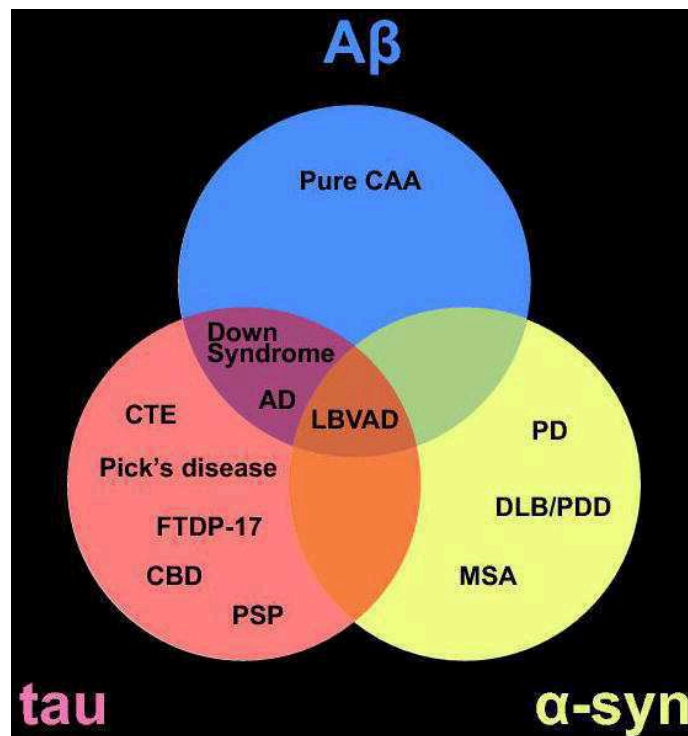 Aβ
Pure CAA
Down
Syndrome
AD
LBVAD
CTE
Pick's disease
FTDP-17
CBD
PSP
PD
DLB/PDD
MSA
tau
α-syn